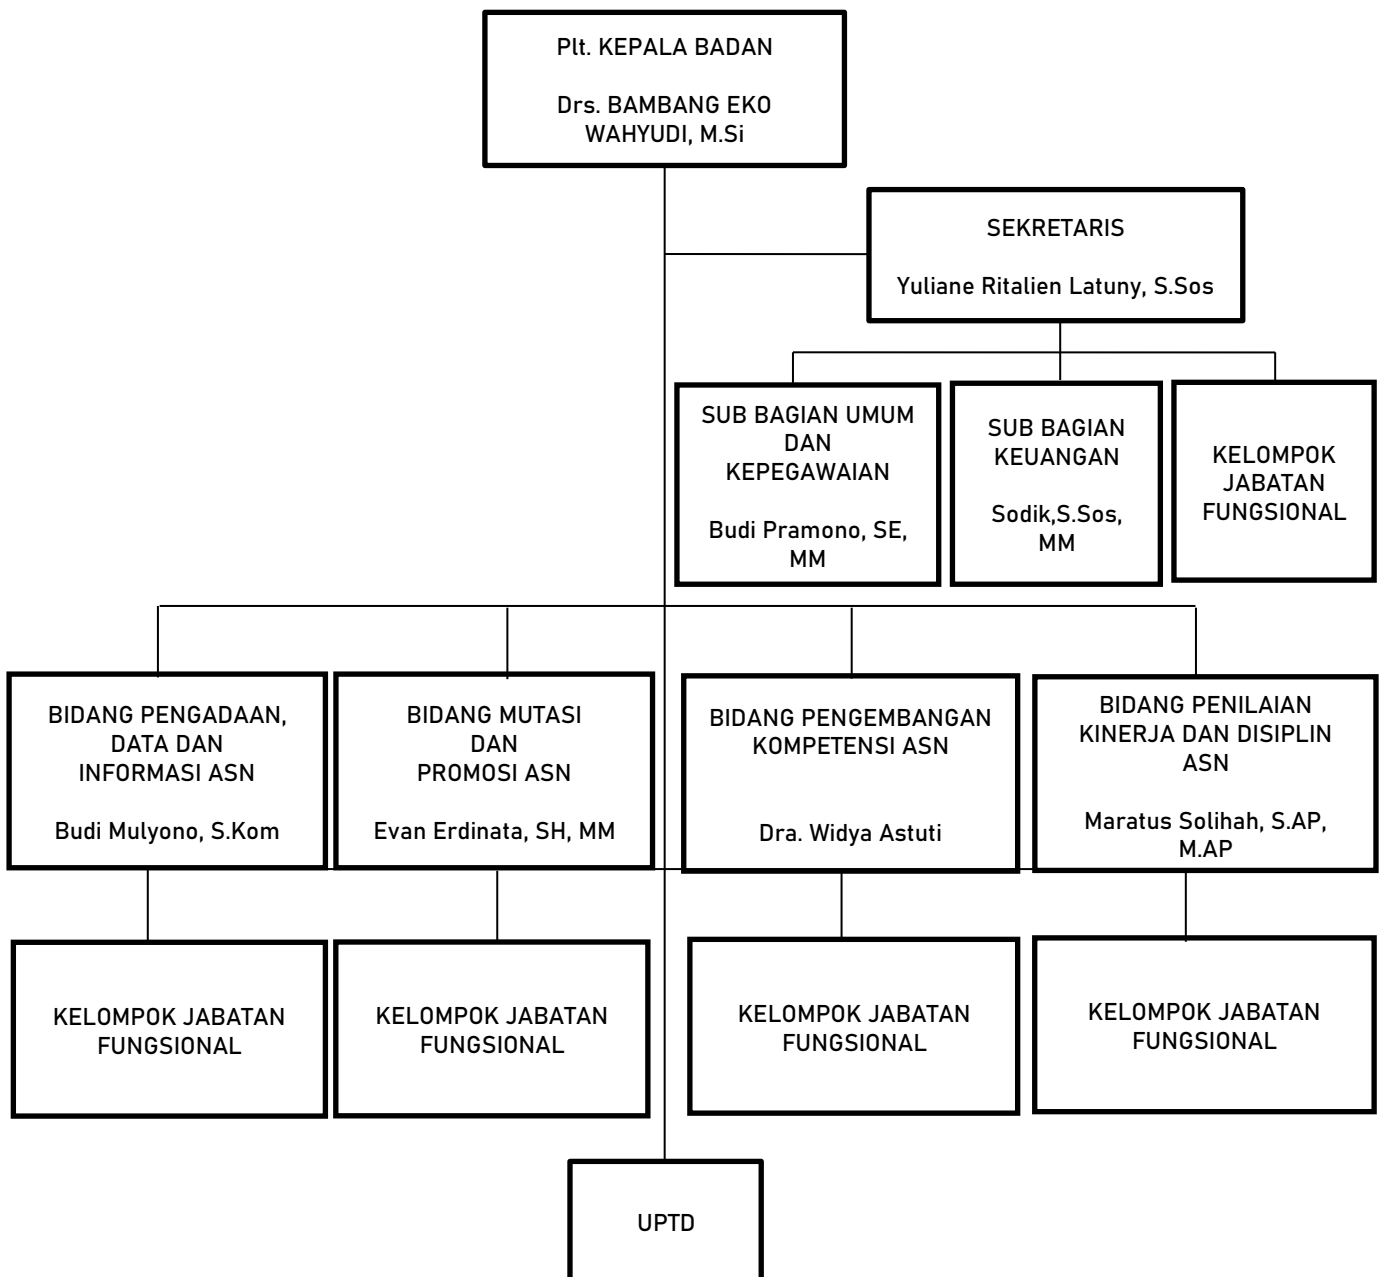 Plt. KEPALA BADAN
Drs. BAMBANG EKO
WAHYUDI, M.Si
SEKRETARIS
Yuliane Ritalien Latuny, S.Sos
SUB BAGIAN UMUM
DAN
KEPEGAWAIAN
Budi Pramono, SE,
MM
SUB BAGIAN
KEUANGAN
Sodik,S.Sos,
MM
KELOMPOK
JABATAN
FUNGSIONAL
BIDANG PENGADAAN,
DATA DAN
INFORMASI ASN
Budi Mulyono, S.Kom
BIDANG MUTASI
DAN
PROMOSI ASN
Evan Erdinata, SH, MM
BIDANG PENGEMBANGAN
KOMPETENSI ASN
Dra. Widya Astuti
BIDANG PENILAIAN
KINERJA DAN DISIPLIN
ASN
Maratus Solihah, S.AP,
M.AP
KELOMPOK JABATAN
FUNGSIONAL
KELOMPOK JABATAN
FUNGSIONAL
KELOMPOK JABATAN
FUNGSIONAL
KELOMPOK JABATAN
FUNGSIONAL
UPTD